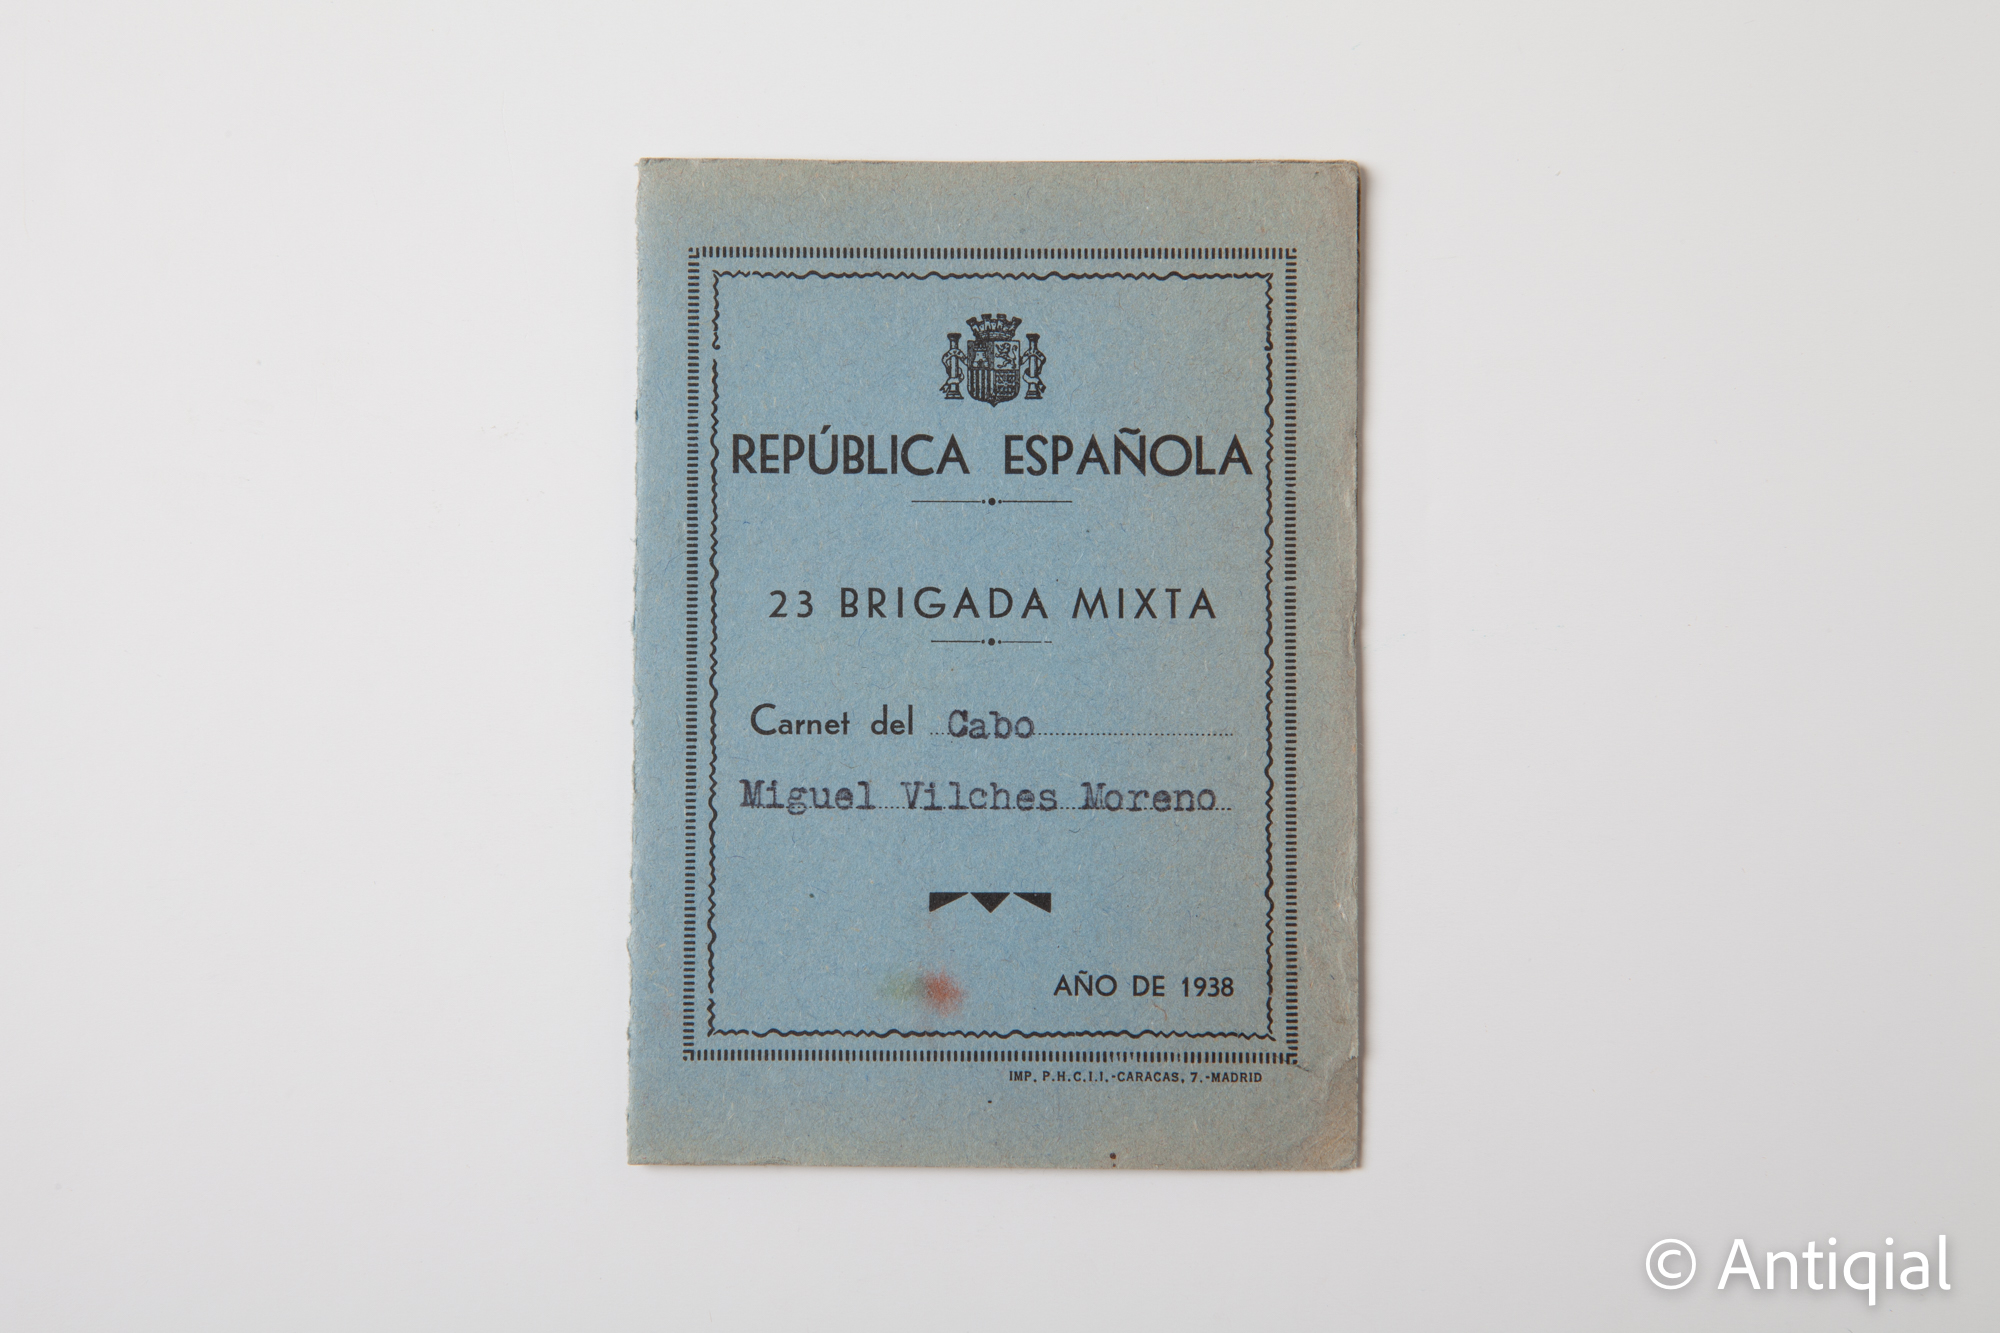 REPÚBLICA ESPAÑOLA
23 BRIGADA MIXTA
Carnet del Cabo
Miguel Vilches Moreno
AÑO DE 1938
IMP. P.H.C.I.I.-CARACAS, 7.-MADRID
© Antiqial